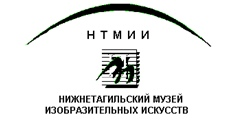 НТМИИ
НИЖНЕТАГИЛЬСКИЙ МУЗЕЙ
ИЗОБРАЗИТЕЛЬНЫХ ИСКУССТВ